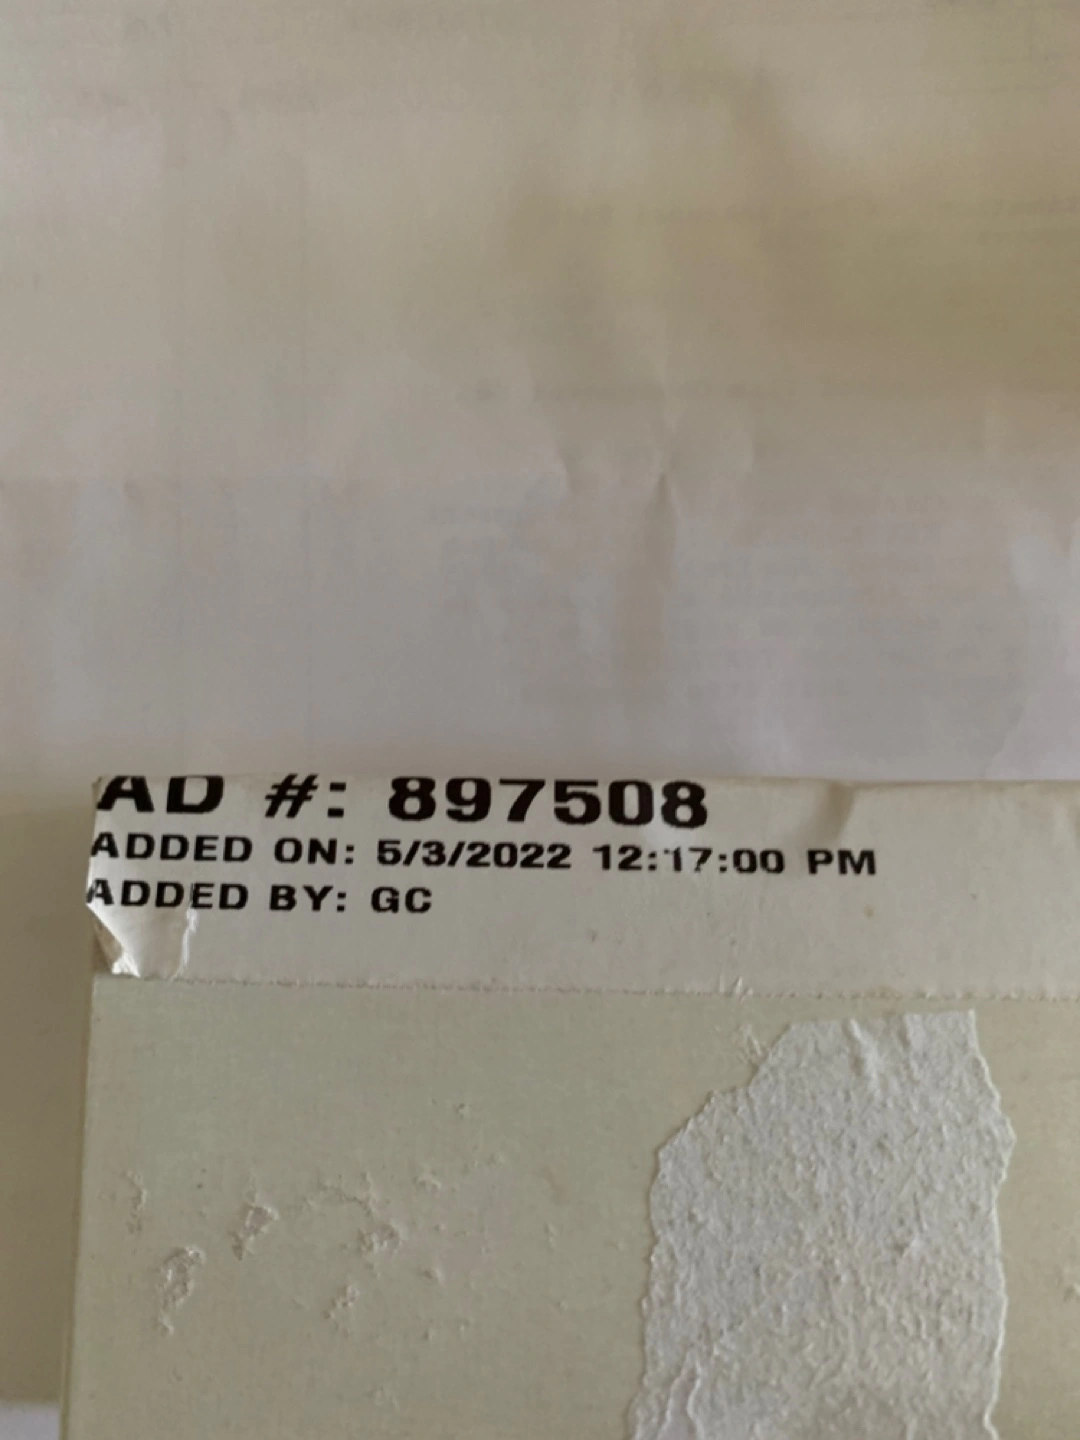 AD #: 897508
ADDED ON: 5/3/2022 12:17:00 PM
ADDED BY: GC